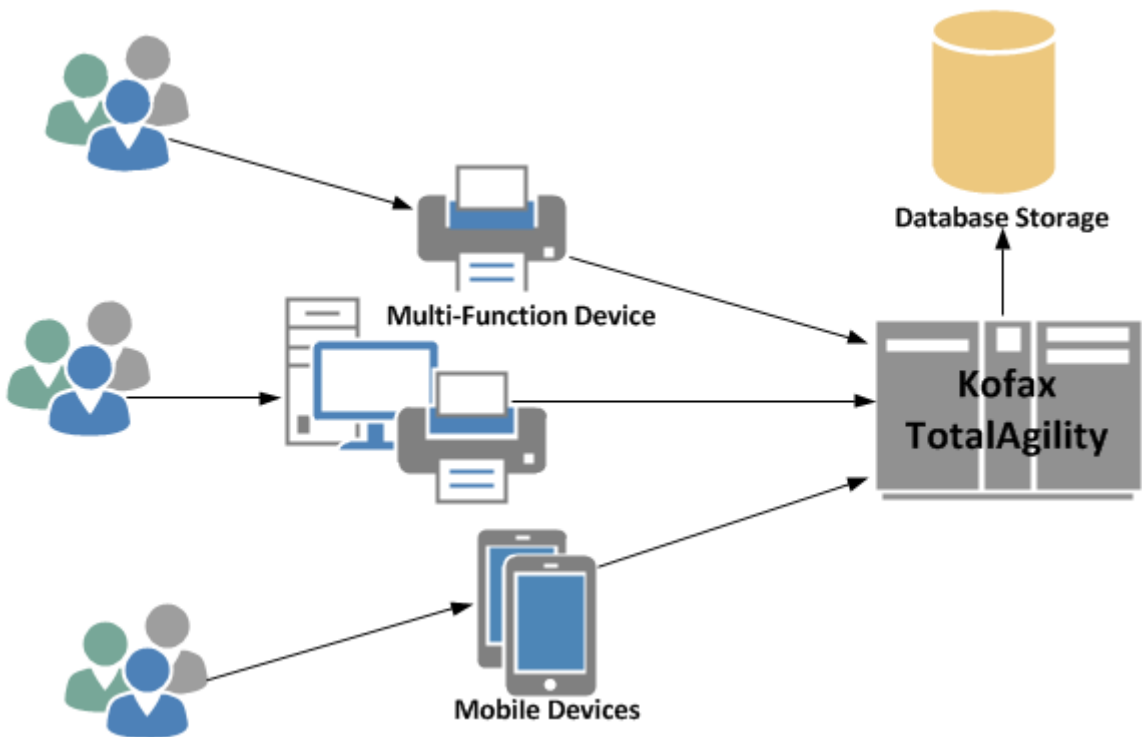 Database Storage
Multi-Function Device
Kofax
TotalAgility
Mobile Devices